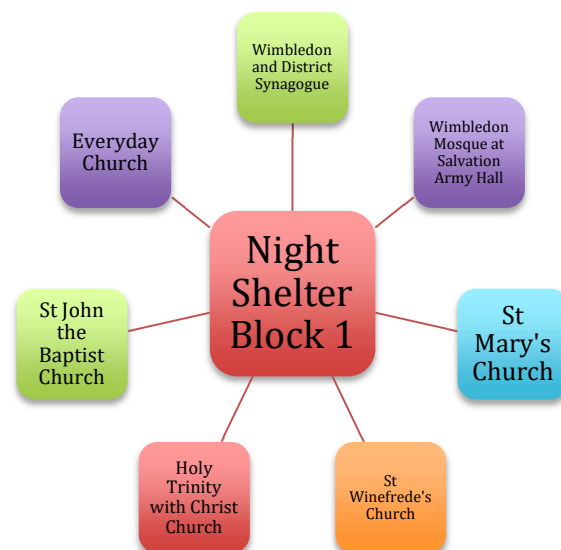 Wimbledon
and District
Synagogue
Everyday
Church
Wimbledon
Mosque at
Salvation
Army Hall
Night
Shelter
Block 1
St John
the
Baptist
Church
St
Mary's
Church
Holy
Trinity
with Christ
Church
St
Winefrede's
Church